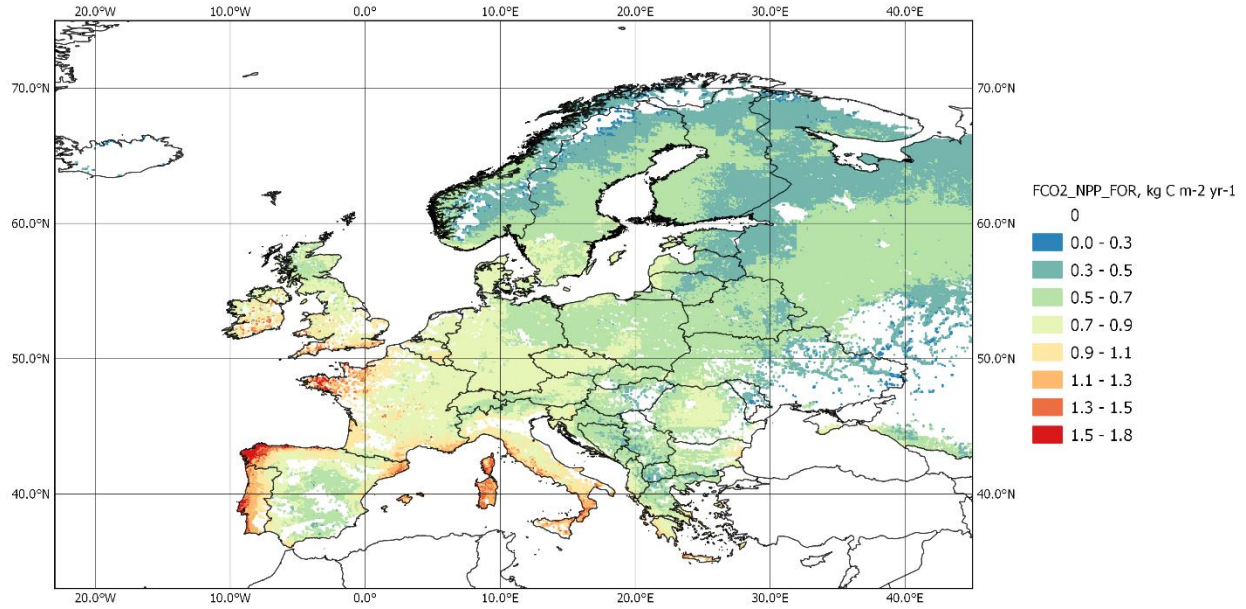 20.0°W 10.0°W 0.0° 10.0°E 20.0°E 30.0°E 40.0°E
70.0°N 70.0°N
60.0°N 60.0°N
50.0°N 50.0°N
40.0°N 40.0°N
20.0°W 10.0°W 0.0° 10.0°E 20.0°E 30.0°E 40.0°E
FCO2_NPP_FOR, kg C m-2 yr-1
0
0.0 - 0.3
0.3 - 0.5
0.5 - 0.7
0.7 - 0.9
0.9 - 1.1
1.1 - 1.3
1.3 - 1.5
1.5 - 1.8